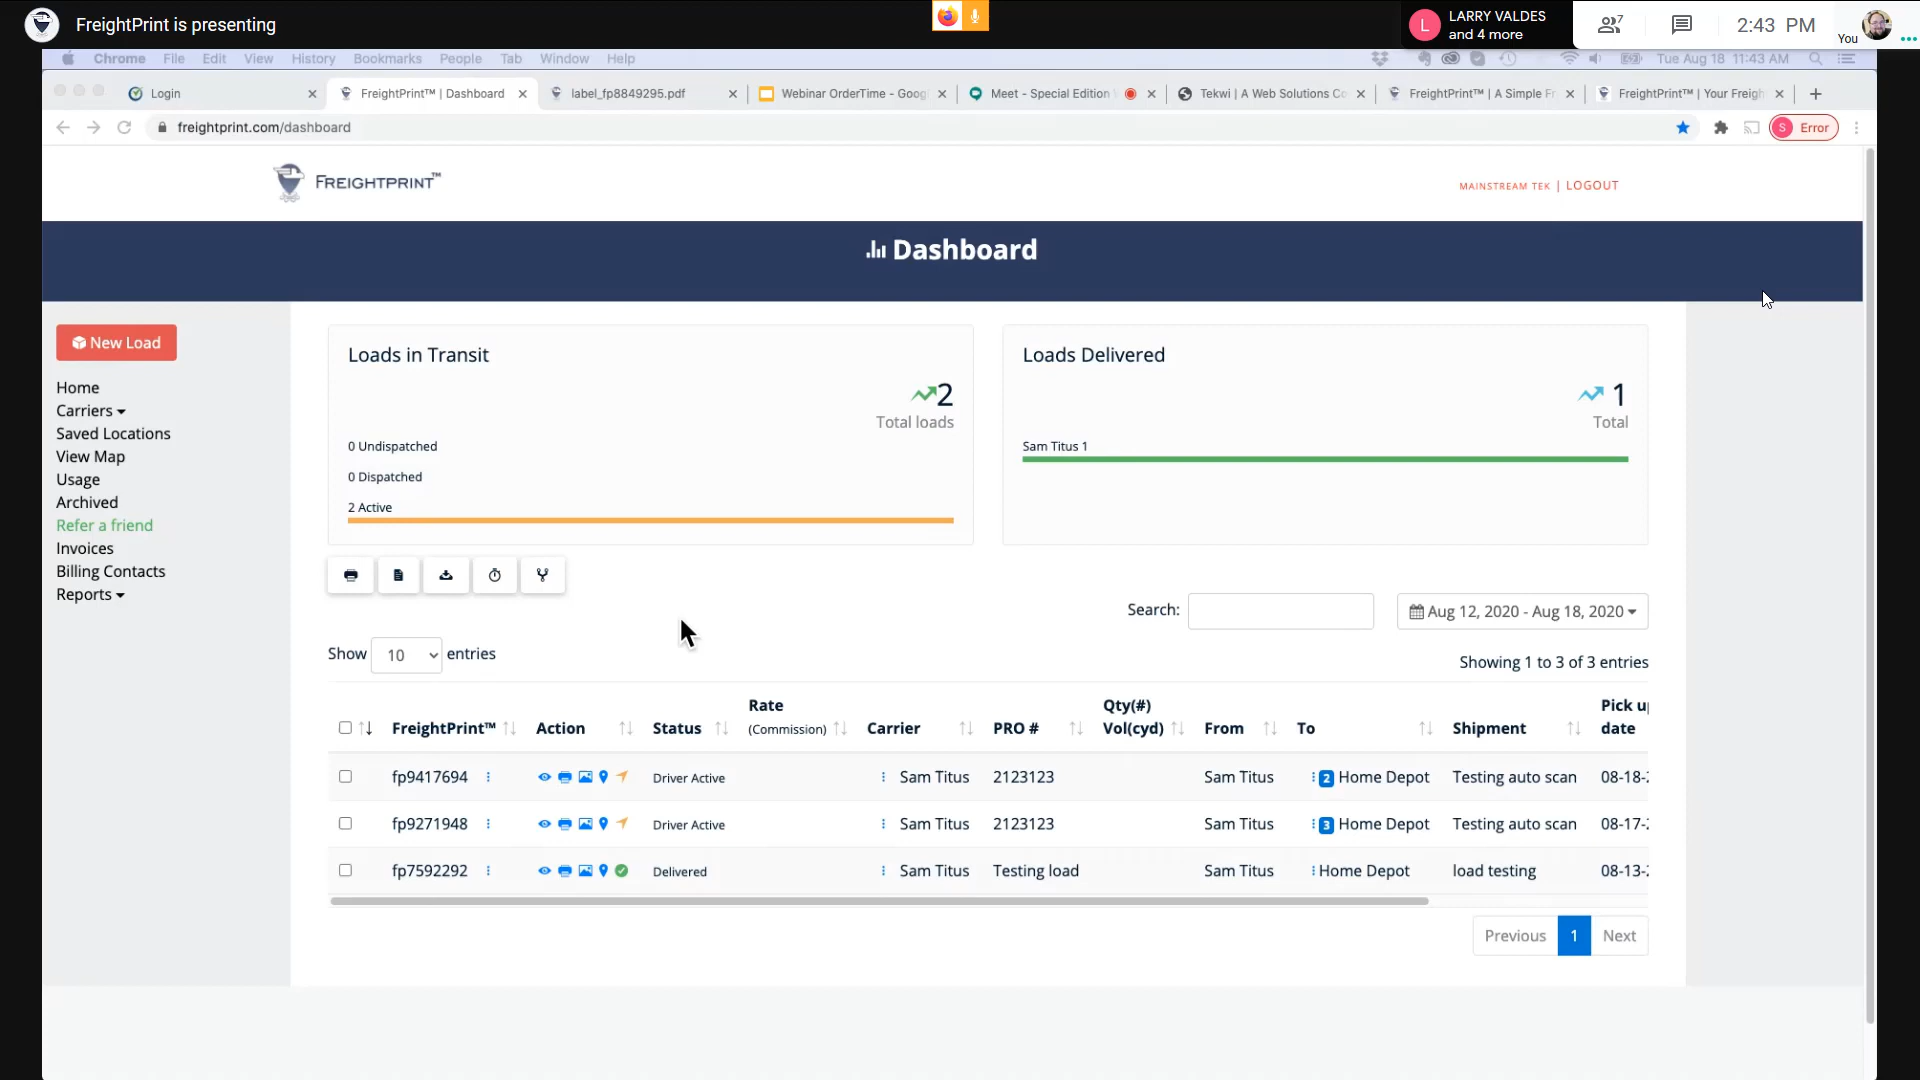 FreightPrint is presenting
L LARRY VALDES
and 4 more
7
2:43 PM
You
Chrome File Edit View History Bookmarks People Tab Window Help
Tue Aug 18 11:43 AM
Login
FreightPrint™ | Dashboard
label_fp8849295.pdf
Webinar OrderTime - Goog
Meet - Special Edition
Tekwi | A Web Solutions Co
FreightPrint™ | A Simple Fr
FreightPrint™ | Your Freigh
freightprint.com/dashboard
S Error
FREIGHTPRINT™
MAINSTREAM TEK | LOGOUT
Dashboard
New Load
Home
Carriers
Saved Locations
View Map
Usage
Archived
Refer a friend
Invoices
Billing Contacts
Reports
Loads in Transit
2
Total loads
0 Undispatched
0 Dispatched
2 Active
Loads Delivered
1
Total
Sam Titus 1
Search:
Aug 12, 2020 - Aug 18, 2020
Show 10 entries
Showing 1 to 3 of 3 entries
FreightPrint™ Action Status Rate (Commission) Carrier PRO # Qty(#) Vol(cyd) From To Shipment Pick up date
fp9417694 Driver Active Sam Titus 2123123 Sam Titus 2 Home Depot Testing auto scan 08-18-
fp9271948 Driver Active Sam Titus 2123123 Sam Titus 3 Home Depot Testing auto scan 08-17-
fp7592292 Delivered Sam Titus Testing load Sam Titus Home Depot load testing 08-13-
Previous 1 Next